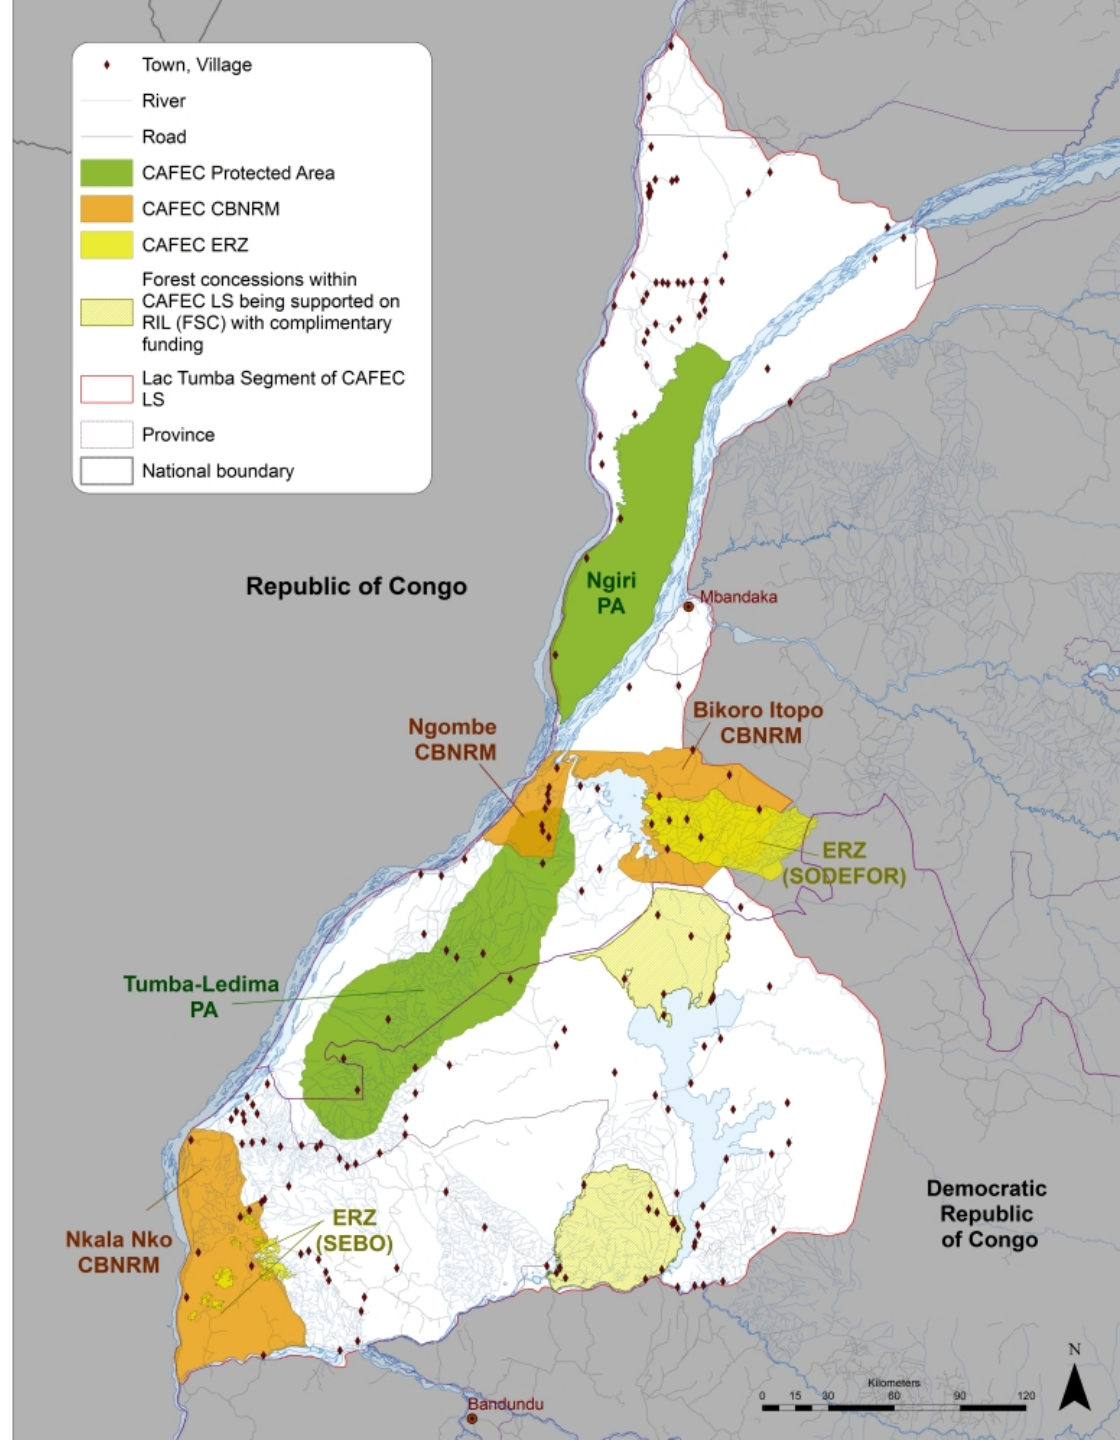 Town, Village
River
Road
CAFEC Protected Area
CAFEC CBNRM
CAFEC ERZ
Forest concessions within
CAFEC LS being supported on
RIL (FSC) with complimentary
funding
Lac Tumba Segment of CAFEC
LS
Province
National boundary
Republic of Congo
Ngiri
PA
Mbandaka
Ngombe
CBNRM
Bikoro Itopo
CBNRM
ERZ
(SODEFOR)
Tumba-Ledima
PA
Nkala Nko
CBNRM
ERZ
(SEBO)
Democratic
Republic
of Congo
Bandundu
Kilometers
0 15 30 60 90 120
N